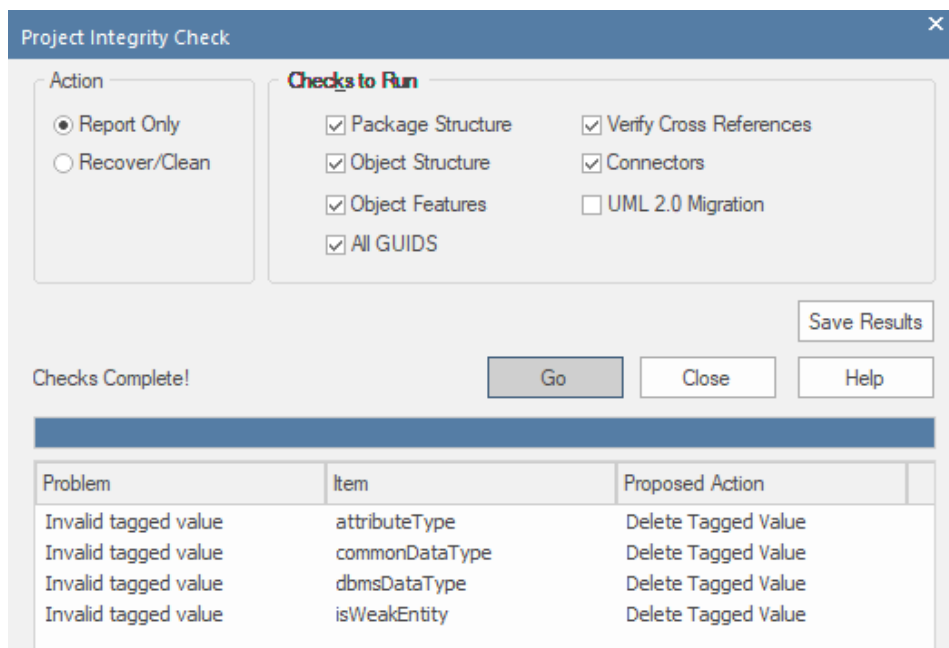 Project Integrity Check
Action
Checks to Run
Report Only
Package Structure
Verify Cross References
Recover/Clean
Object Structure
Connectors
Object Features
UML 2.0 Migration
All GUIDS
Save Results
Checks Complete!
Go
Close
Help
Problem Item Proposed Action
Invalid tagged value attributeType Delete Tagged Value
Invalid tagged value commonDataType Delete Tagged Value
Invalid tagged value dbmsDataType Delete Tagged Value
Invalid tagged value isWeakEntity Delete Tagged Value